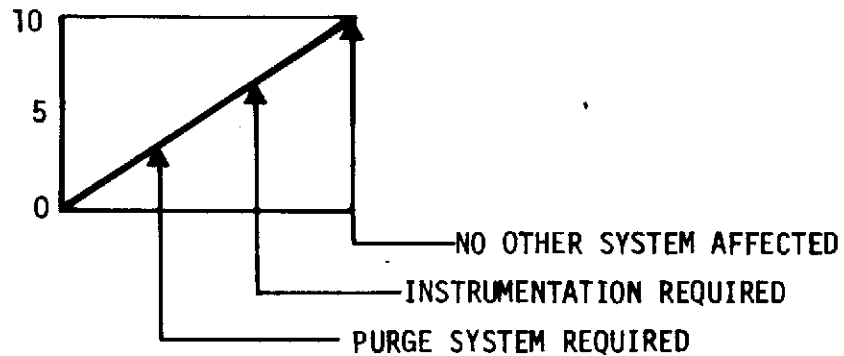 10
5
0
NO OTHER SYSTEM AFFECTED
INSTRUMENTATION REQUIRED
PURGE SYSTEM REQUIRED